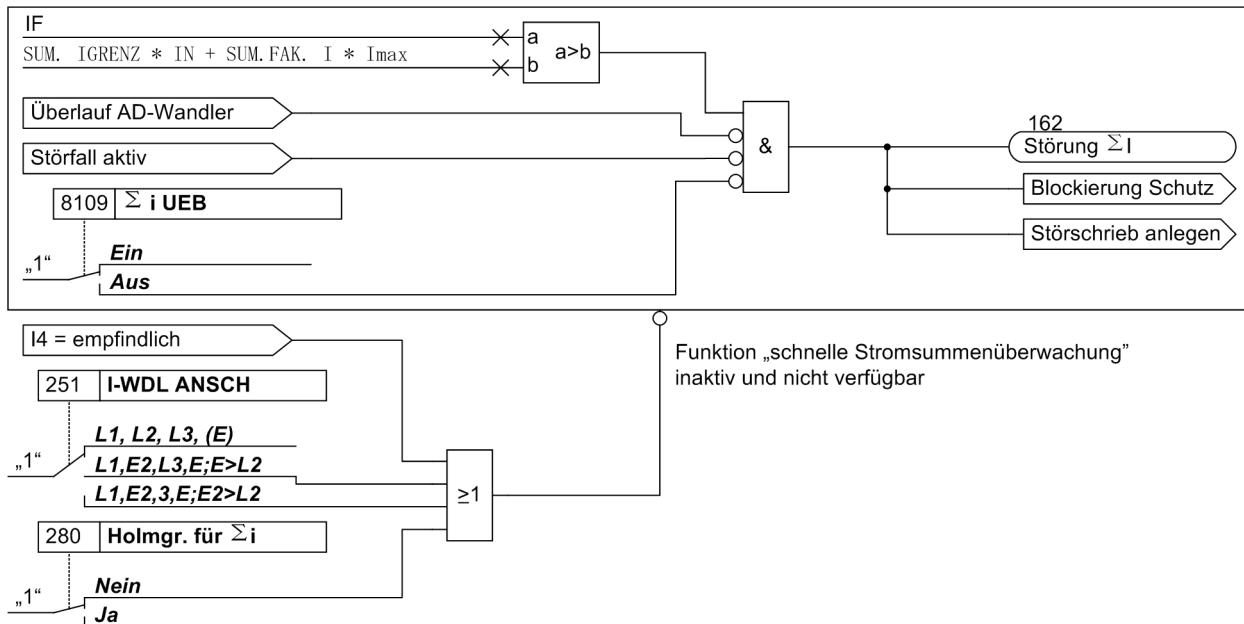 IF
SUM. IGRENZ * IN + SUM.FAK. I * Imax
a
b
a>b
Überlauf AD-Wandler
Störfall aktiv
8109 Σ i UEB
„1“
Ein
Aus
&
162
Störung ΣI
Blockierung Schutz
Störschrieb anlegen
I4 = empfindlich
Funktion „schnelle Stromsummenüberwachung”
inaktiv und nicht verfügbar
251 I-WDL ANSCH
„1“
L1, L2, L3, (E)
L1,E2,L3,E;E>L2
L1,E2,3,E;E2>L2
≥1
280 Holmgr. für Σi
„1“
Nein
Ja